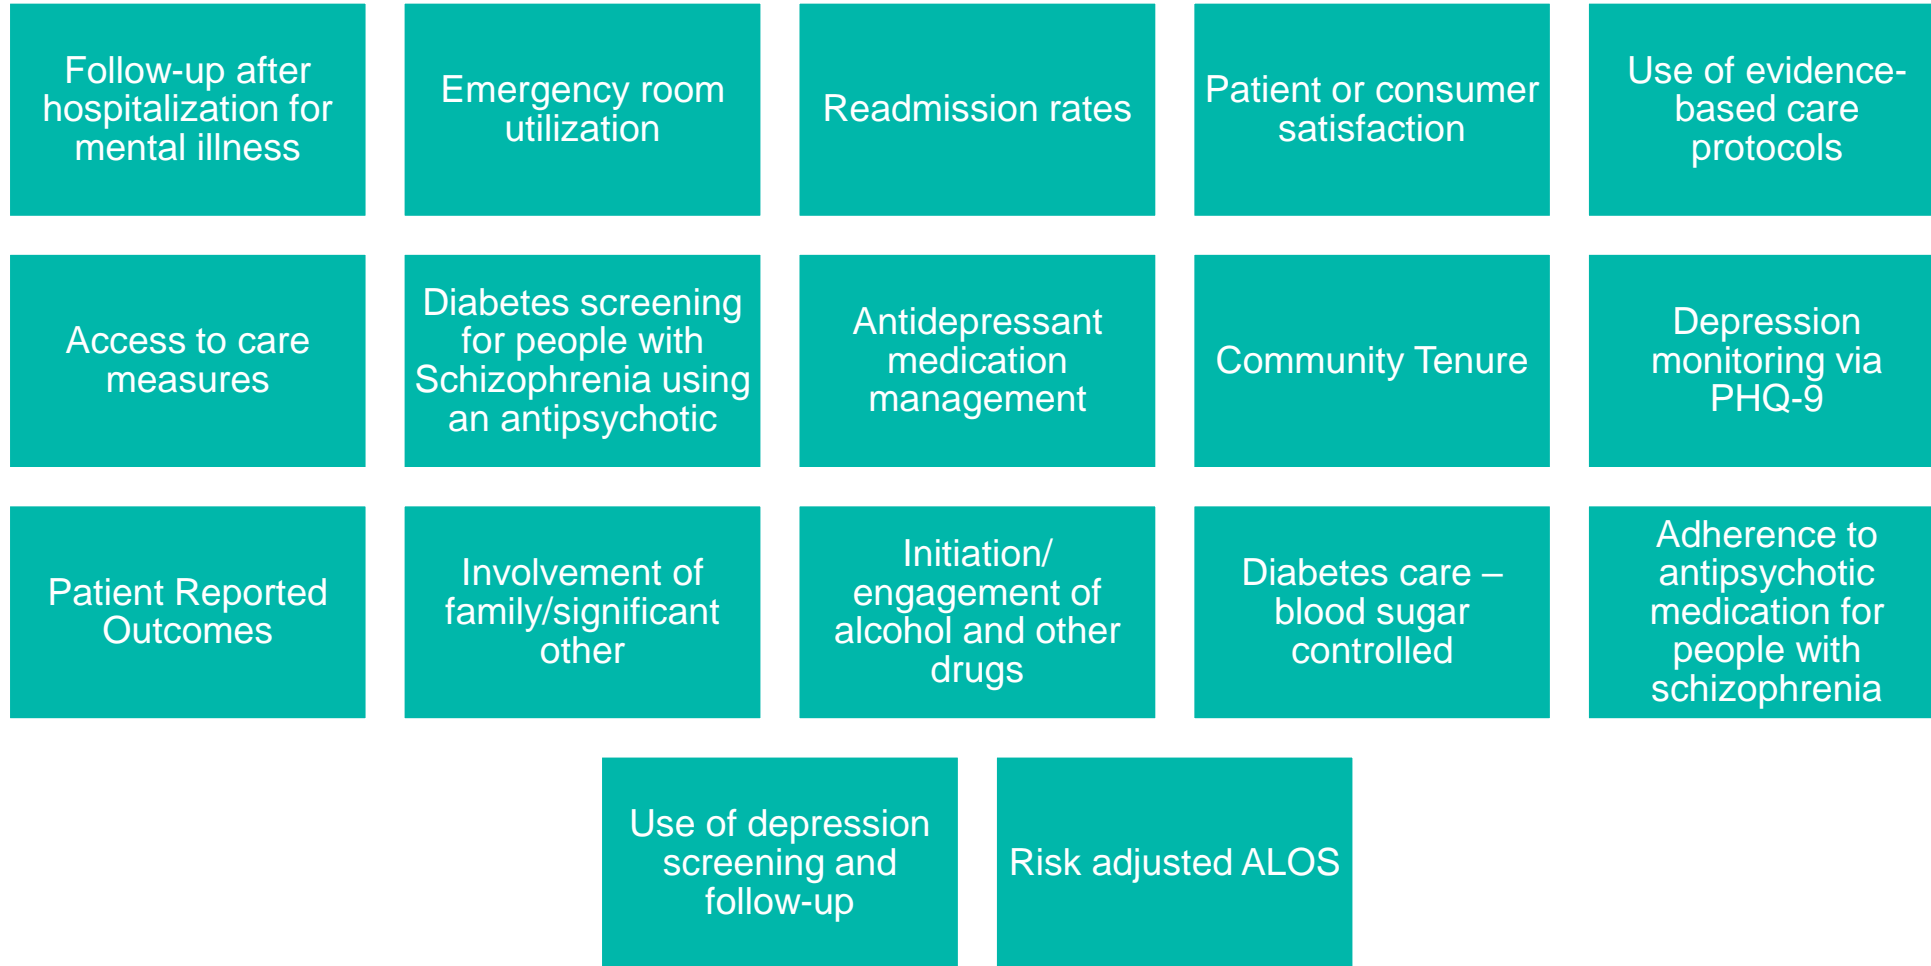 Follow-up after
hospitalization for
mental illness
Emergency room
utilization
Readmission rates
Patient or consumer
satisfaction
Use of evidence-
based care
protocols
Access to care
measures
Diabetes screening
for people with
Schizophrenia using
an antipsychotic
Antidepressant
medication
management
Community Tenure
Depression
monitoring via
PHQ-9
Patient Reported
Outcomes
Involvement of
family/significant
other
Initiation/
engagement of
alcohol and other
drugs
Diabetes care –
blood sugar
controlled
Adherence to
antipsychotic
medication for
people with
schizophrenia
Use of depression
screening and
follow-up
Risk adjusted ALOS